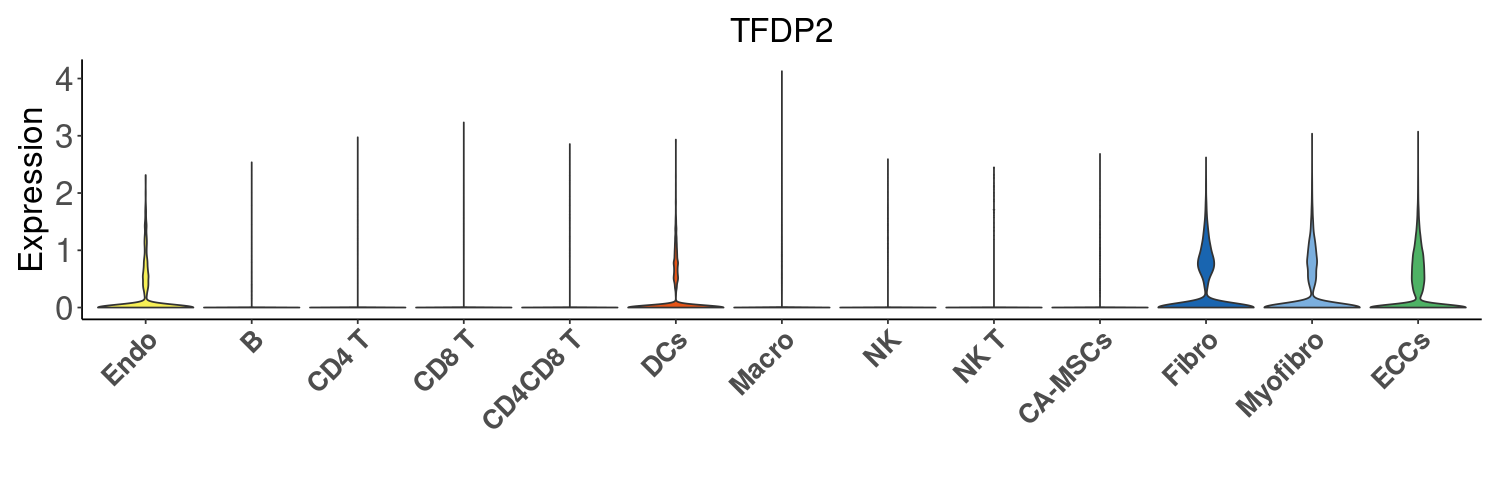 TFDP2
Expression
4
3
2
1
0
Endo
B
CD4 T
CD8 T
CD4CD8 T
DCs
Macro
NK
NK T
CA-MSCs
Fibro
Myofibro
ECCs